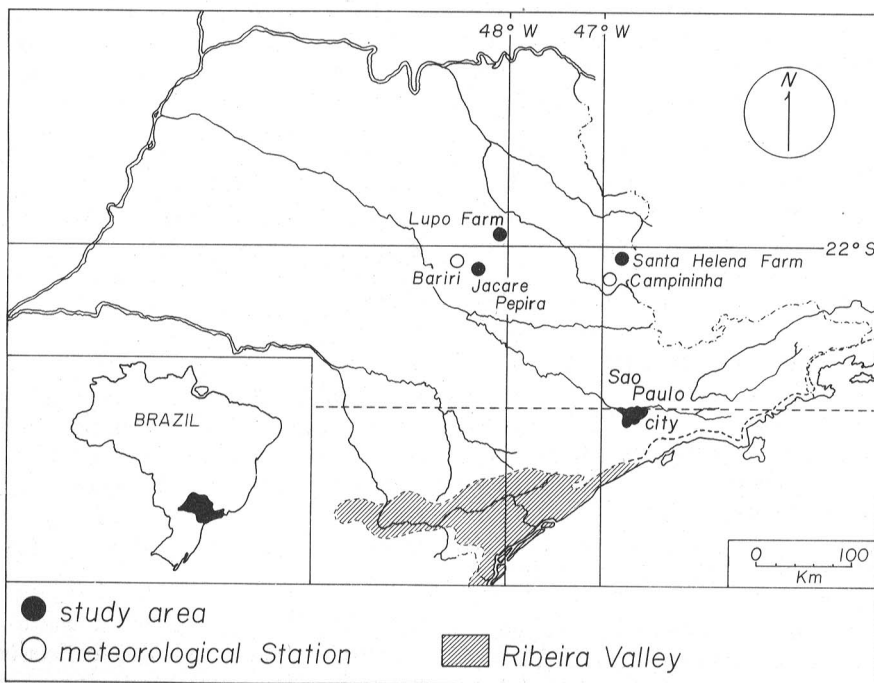 48° W 47° W
N
Lupo Farm
22° S
Santa Helena Farm
Bariri
Campininha
Jacare
Pepira
Sao
Paulo
city
BRAZIL
0 100
Km
study area
meteorological Station
Ribeira Valley